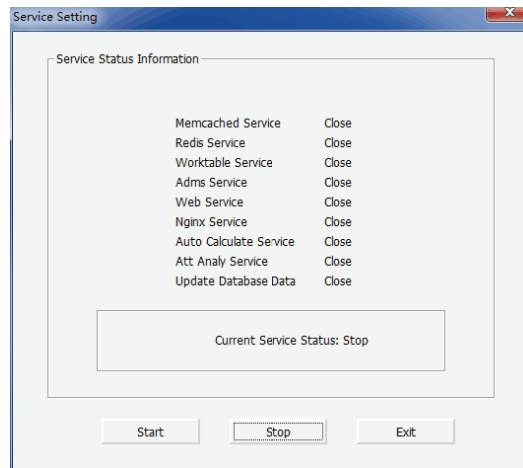 Service Setting
Service Status Information
Memcached Service Close
Redis Service Close
Worktable Service Close
Adms Service Close
Web Service Close
Nginx Service Close
Auto Calculate Service Close
Att Analy Service Close
Update Database Data Close
Current Service Status: Stop
Start Stop Exit